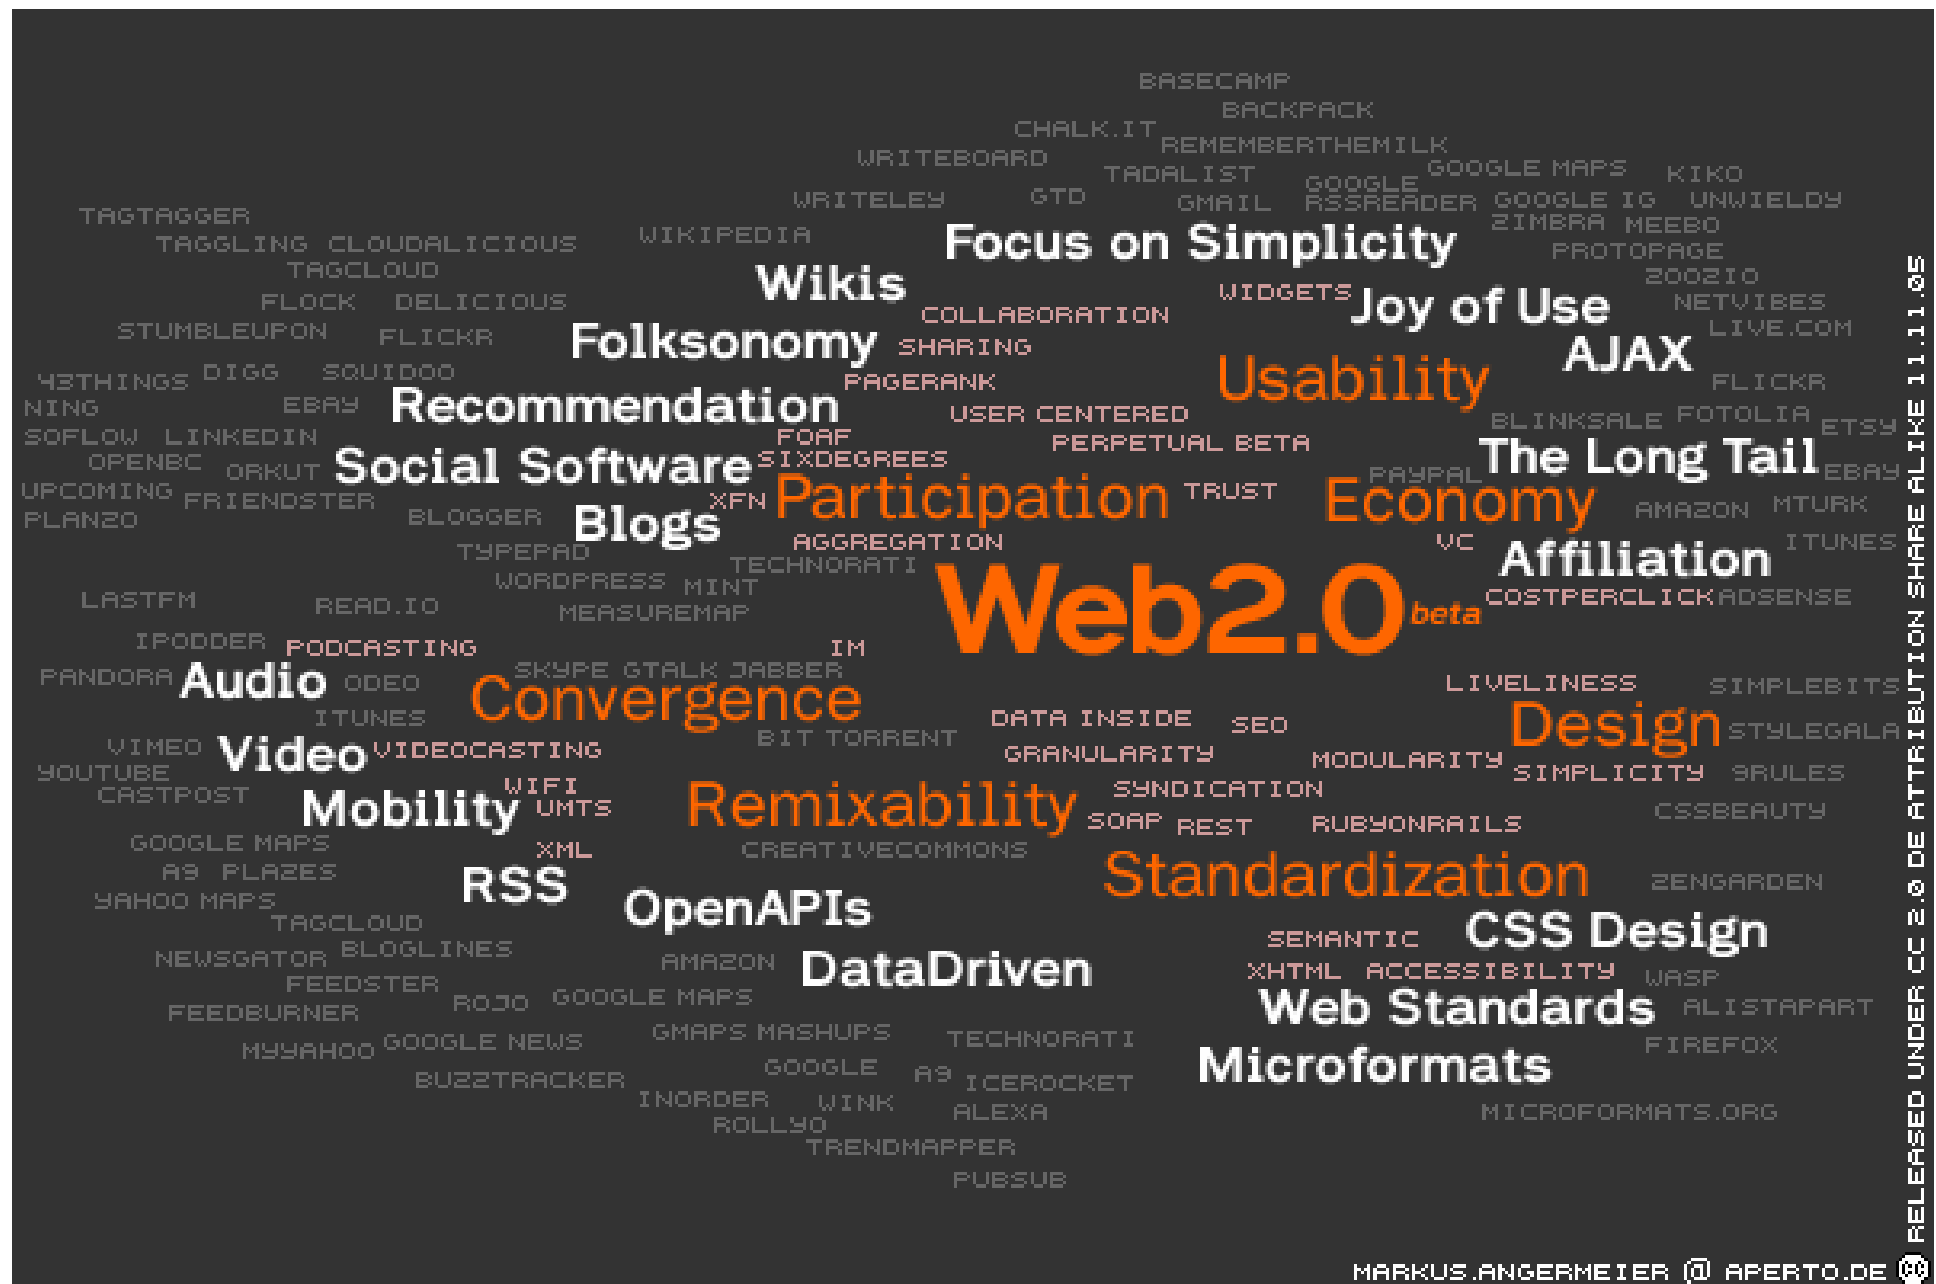 BASECAMP
BACKPACK
CHALK.IT
REMEMBERTHEMILK
WRITEBOARD
TADALIST
GOOGLE MAPS
KIKO
GOOGLE
RSSREADER
WRITELEY
GTD
GMAIL
GOOGLE IG
UNWIELDY
TAGTAGGER
ZIMBRA
MEEBO
TAGGLING
CLOUDALICIOUS
WIKIPEDIA
Focus on Simplicity
PROTOPAGE
TAGCLOUD
Wikis
ZOOZIO
FLOCK
DELICIOUS
WIDGETS
Joy of Use
NETVIBES
COLLABORATION
STUMBLEUPON
FLICKR
Folksonomy
SHARING
LIVE.COM
AJAX
43THINGS
DIGG
SQUIDOO
PAGERANK
Usability
FLICKR
NING
EBAY
Recommendation
USER CENTERED
BLINKSALE
FOTOLIA
ETSY
SOFLOW
LINKEDIN
FOAF
PERPETUAL BETA
OPENBC
ORKUT
Social Software
SIXDEGREES
The Long Tail
PAYPAL
EBAY
UPCOMING
FRIENDSTER
XFN
Participation
TRUST
Economy
AMAZON
MTURK
PLANZO
BLOGGER
Blogs
AGGREGATION
VC
ITUNES
TYPEPAD
TECHNORATI
Affiliation
WORDPRESS
MINT
Web2.0
beta
COSTPERCLICK
ADSENSE
LASTFM
READ.IO
MEASUREMAP
IPODDER
PODCASTING
IM
PANDORA
Audio
ODEO
SKYPE GTALK JABBER
LIVELINESS
SIMPLEBITS
Convergence
ITUNES
DATA INSIDE
SEO
Design
STYLEGALA
VIMEO
Video
VIDEOCASTING
BIT TORRENT
GRANULARITY
MODULARITY
SIMPLICITY
9RULES
YOUTUBE
CASTPOST
WIFI
SYNDICATION
Mobility
UMTS
Remixability
SOAP
REST
RUBYONRAILS
CSSBEAUTY
GOOGLE MAPS
XML
CREATIVECOMMONS
A9
PLAZES
RSS
Standardization
ZENGARDEN
YAHOO MAPS
OpenAPIs
TAGCLOUD
CSS Design
NEWSGATOR
BLOGLINES
SEMANTIC
AMAZON
DataDriven
XHTML
ACCESSIBILITY
WASP
FEEDSTER
ROJO
GOOGLE MAPS
Web Standards
ALISTAPART
FEEDBURNER
GMAPS MASHUPS
TECHNORATI
FIREFOX
MYYAHOO
GOOGLE NEWS
Microformats
BUZZTRACKER
GOOGLE
A9
ICEROCKET
INORDER
WINK
ALEXA
MICROFORMATS.ORG
ROLLYO
TRENDMAPPER
PUBSUB
MARKUS.ANGERMEIER @ APERTO.DE
RELEASED UNDER CC 2.0 DE ATTRIBUTION SHARE ALIKE 11.11.05